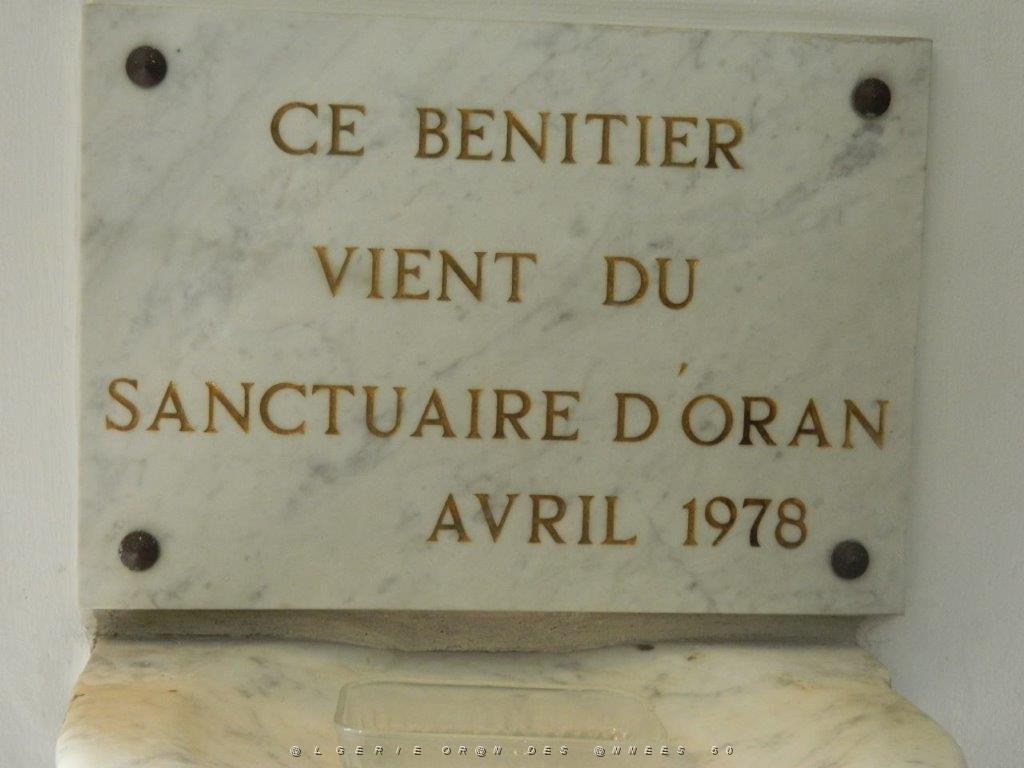 CE BENITIER
VIENT DU
SANCTUAIRE D'ORAN
AVRIL 1978
@LGERIE OR@N DES @NNEES 50